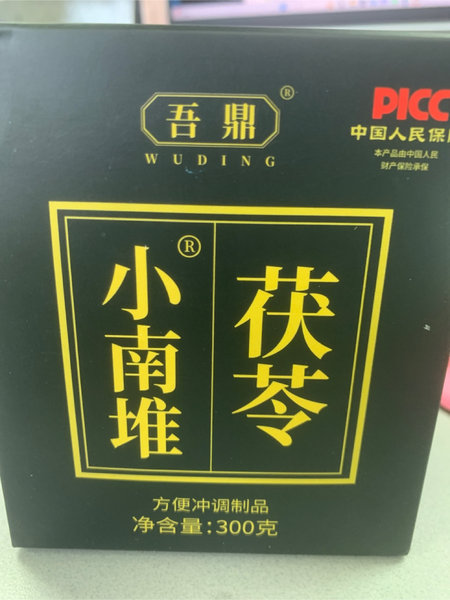 吾鼎®
WUDING
PICC
中国人民保
本产品由中国人民
财产保险承保
小南堆®
茯苓
方便冲调制品
净含量:300克